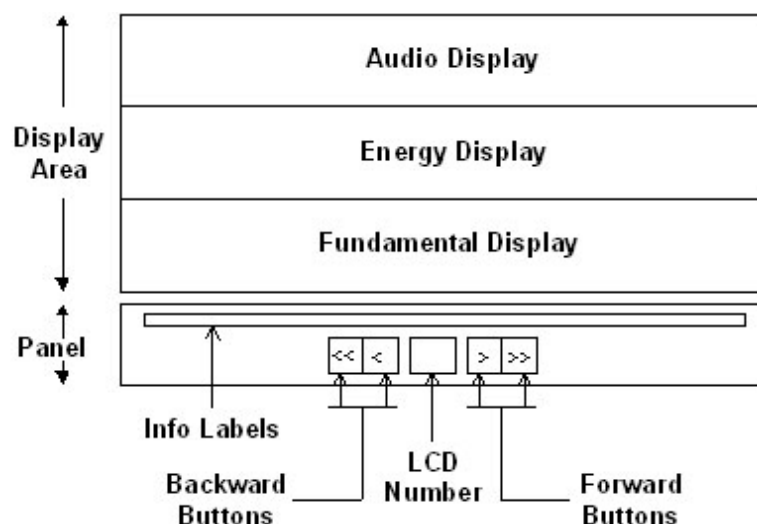 Audio Display
Display
Area
Energy Display
Fundamental Display
Panel
<< < > >>
Info Labels
LCD
Number
Backward
Buttons
Forward
Buttons